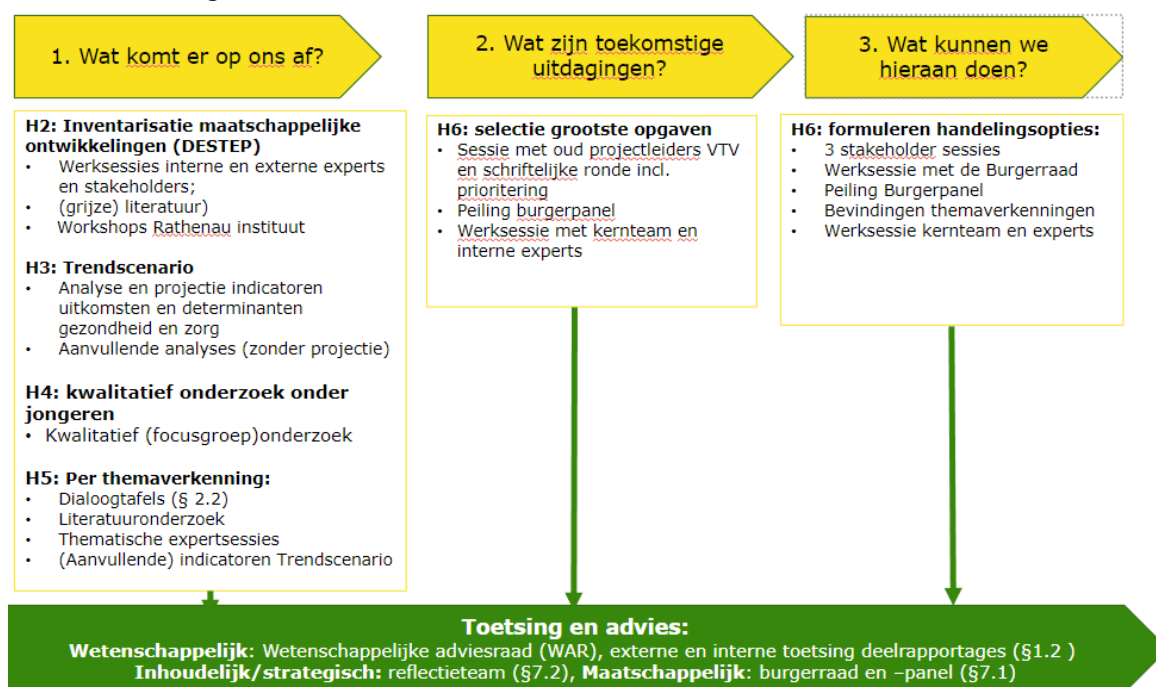 1. Wat komt er op ons af?
2. Wat zijn toekomstige
uitdagingen?
3. Wat kunnen we
hieraan doen?
H2: Inventarisatie maatschappelijke
ontwikkelingen (DESTEP)
• Werksessies interne en externe experts
en stakeholders;
• (grijze) literatuur)
• Workshops Rathenau instituut
H3: Trendscenario
• Analyse en projectie indicatoren
uitkomsten en determinanten
gezondheid en zorg
• Aanvullende analyses (zonder projectie)
H4: kwalitatief onderzoek onder
jongeren
• Kwalitatief (focusgroep)onderzoek
H5: Per themaverkenning:
• Dialoogtafels (§ 2.2)
• Literatuuronderzoek
• Thematische expertsessies
• (Aanvullende) indicatoren Trendscenario
H6: selectie grootste opgaven
• Sessie met oud projectleiders VTV
en schriftelijke ronde incl.
prioritering
• Peiling burgerpanel
• Werksessie met kernteam en
interne experts
H6: formuleren handelingsopties:
• 3 stakeholder sessies
• Werksessie met de Burgerraad
• Peiling Burgerpanel
• Bevindingen themaverkenningen
• Werksessie kernteam en experts
Toetsing en advies:
Wetenschappelijk: Wetenschappelijke adviesraad (WAR), externe en interne toetsing deelrapportages (§1.2 )
Inhoudelijk/strategisch: reflectieteam (§7.2), Maatschappelijk: burgerraad en –panel (§7.1)